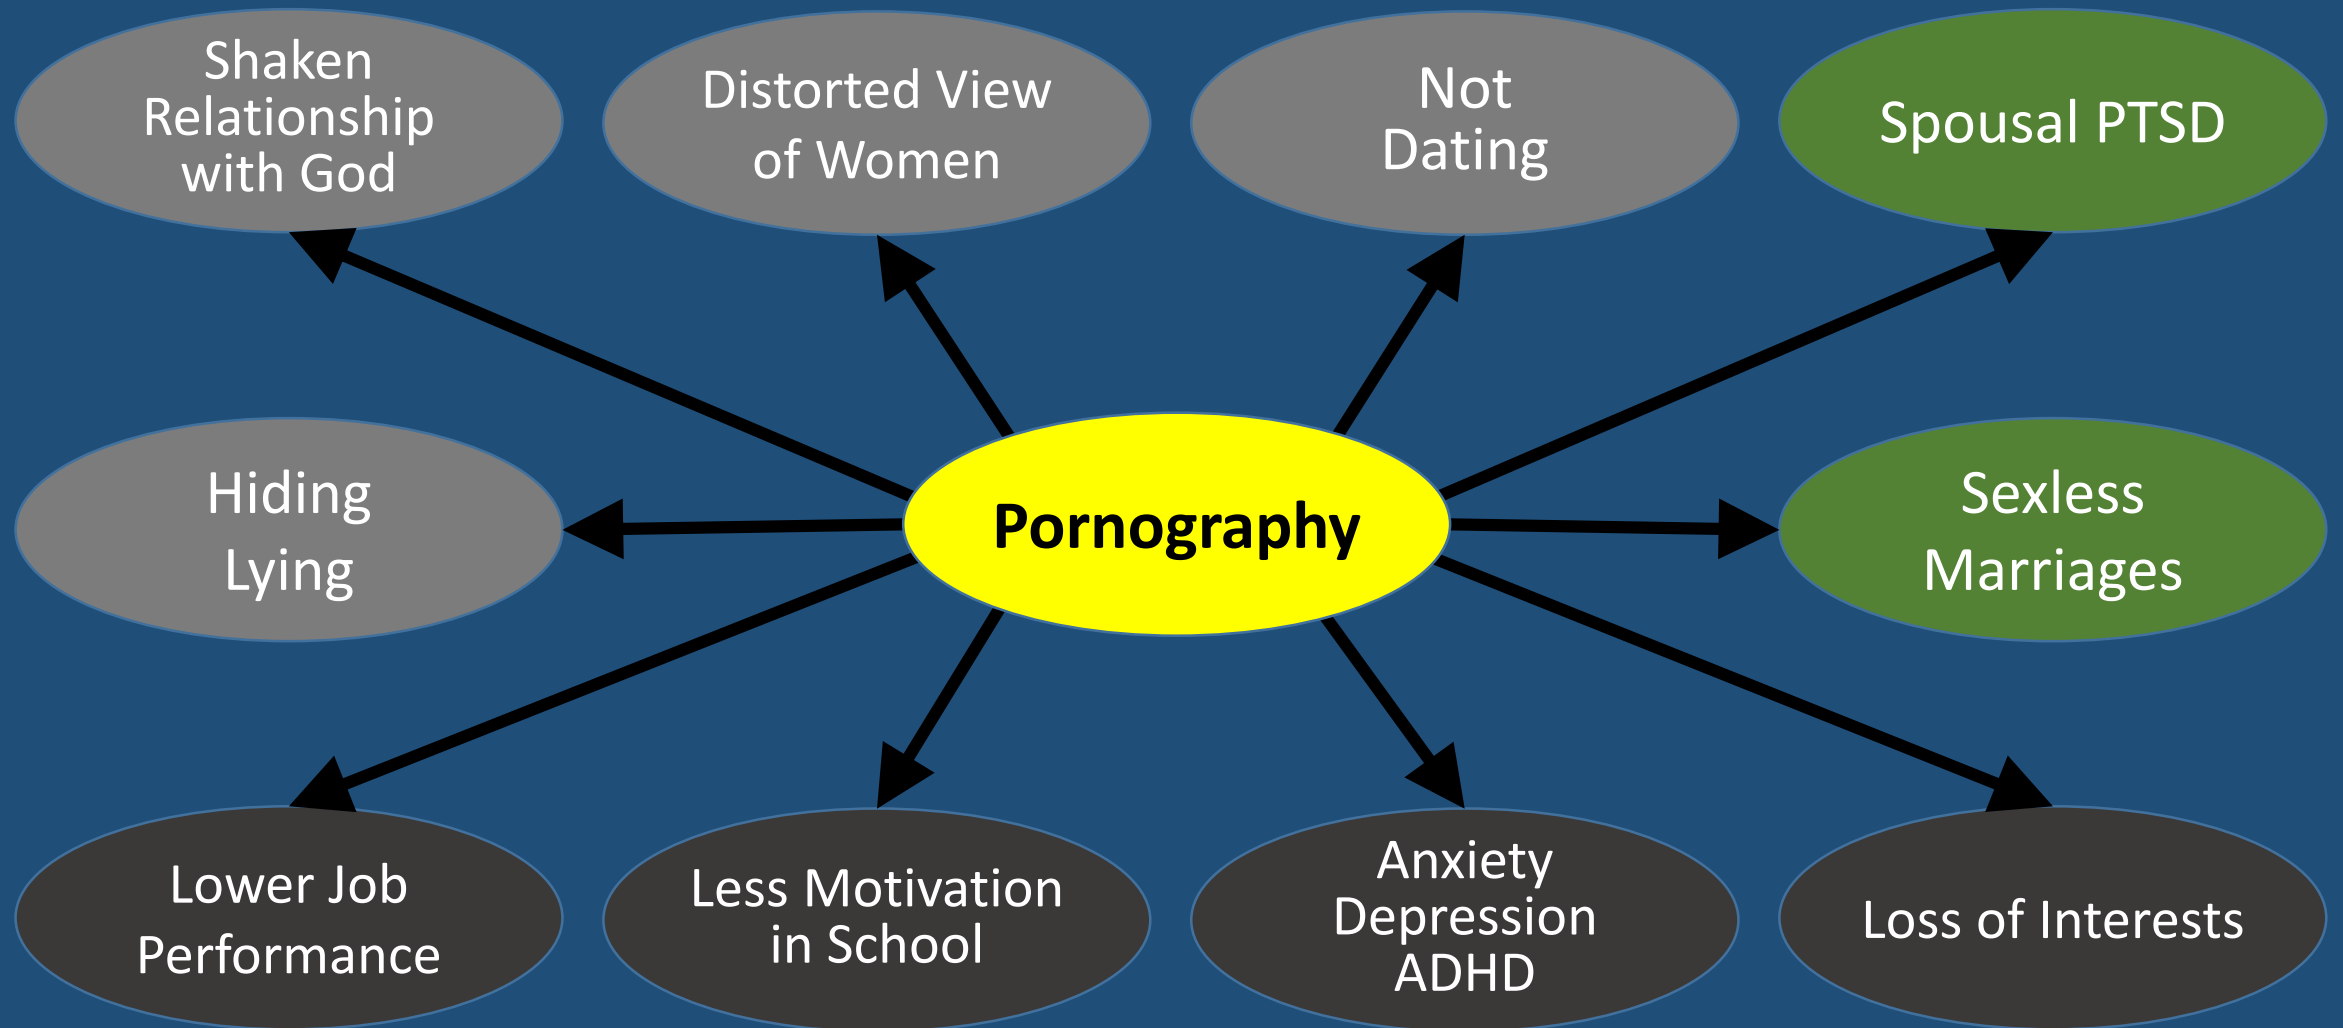 Shaken
Relationship
with God
Distorted View
of Women
Not
Dating
Spousal PTSD
Hiding
Lying
Pornography
Sexless
Marriages
Lower Job
Performance
Less Motivation
in School
Anxiety
Depression
ADHD
Loss of Interests